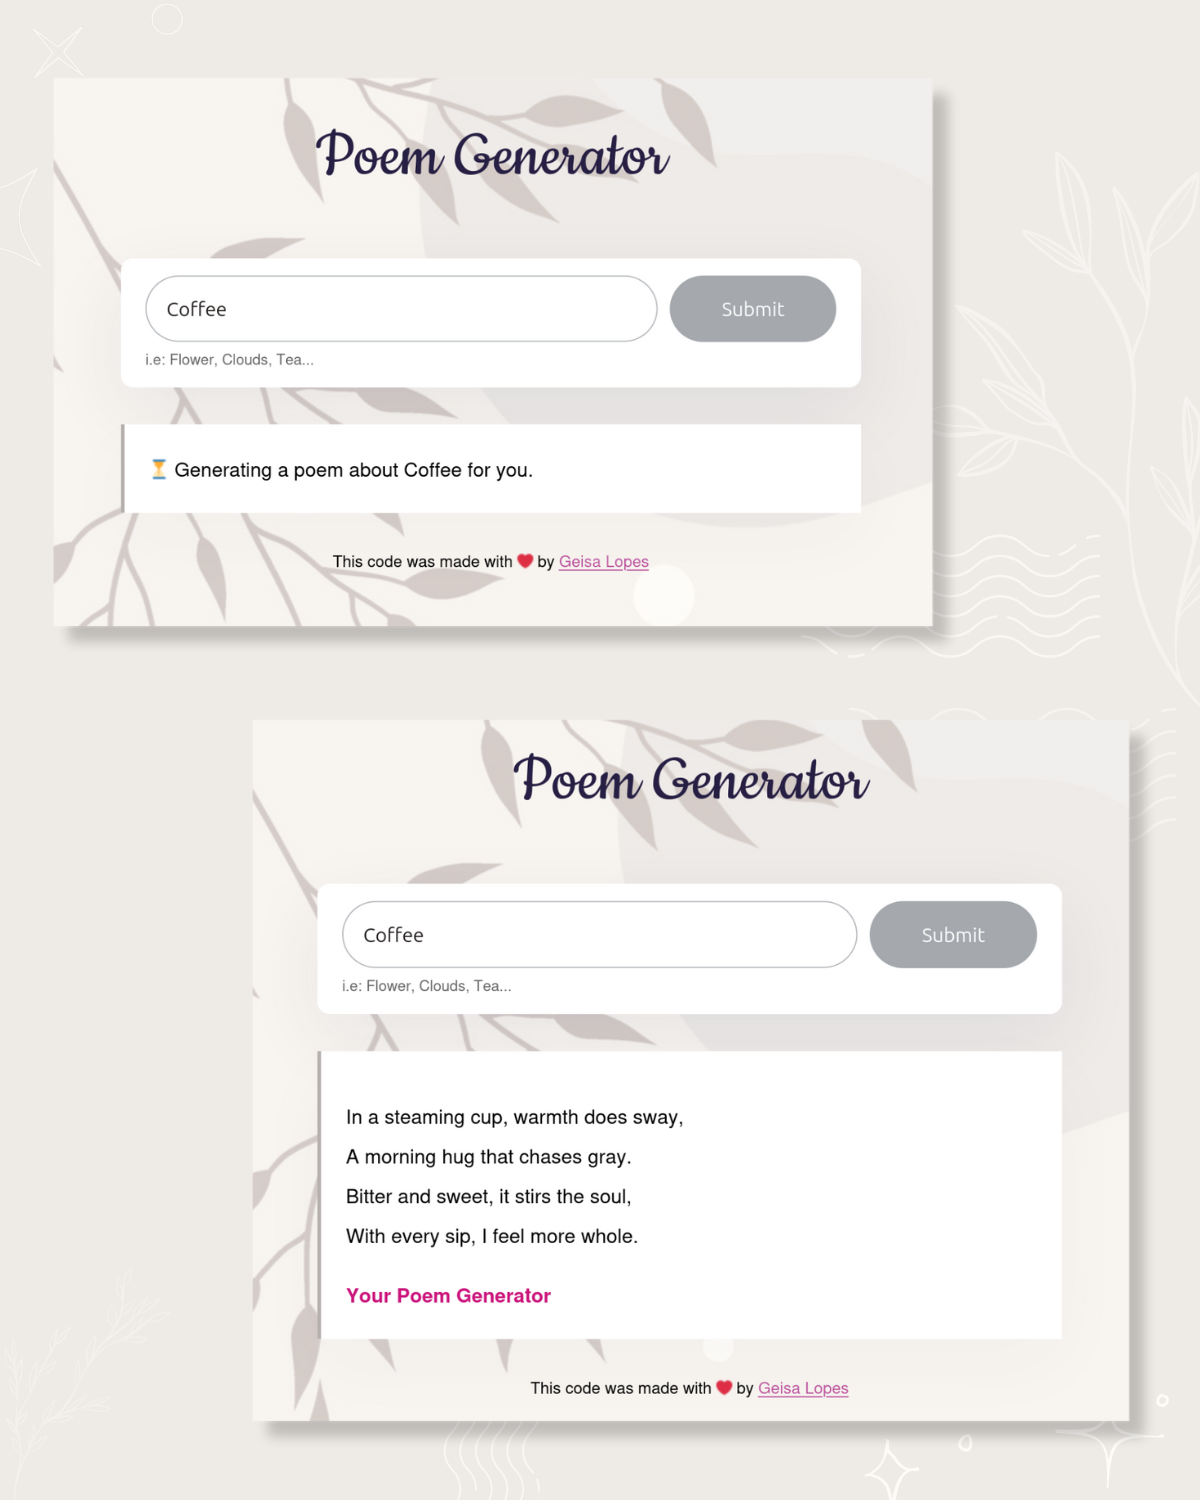 Poem Generator
Coffee
Submit
i.e: Flower, Clouds, Tea...
⏳ Generating a poem about Coffee for you.
This code was made with ❤️ by Geisa Lopes
Poem Generator
Coffee
Submit
i.e: Flower, Clouds, Tea...
In a steaming cup, warmth does sway,
A morning hug that chases gray.
Bitter and sweet, it stirs the soul,
With every sip, I feel more whole.
Your Poem Generator
This code was made with ❤️ by Geisa Lopes